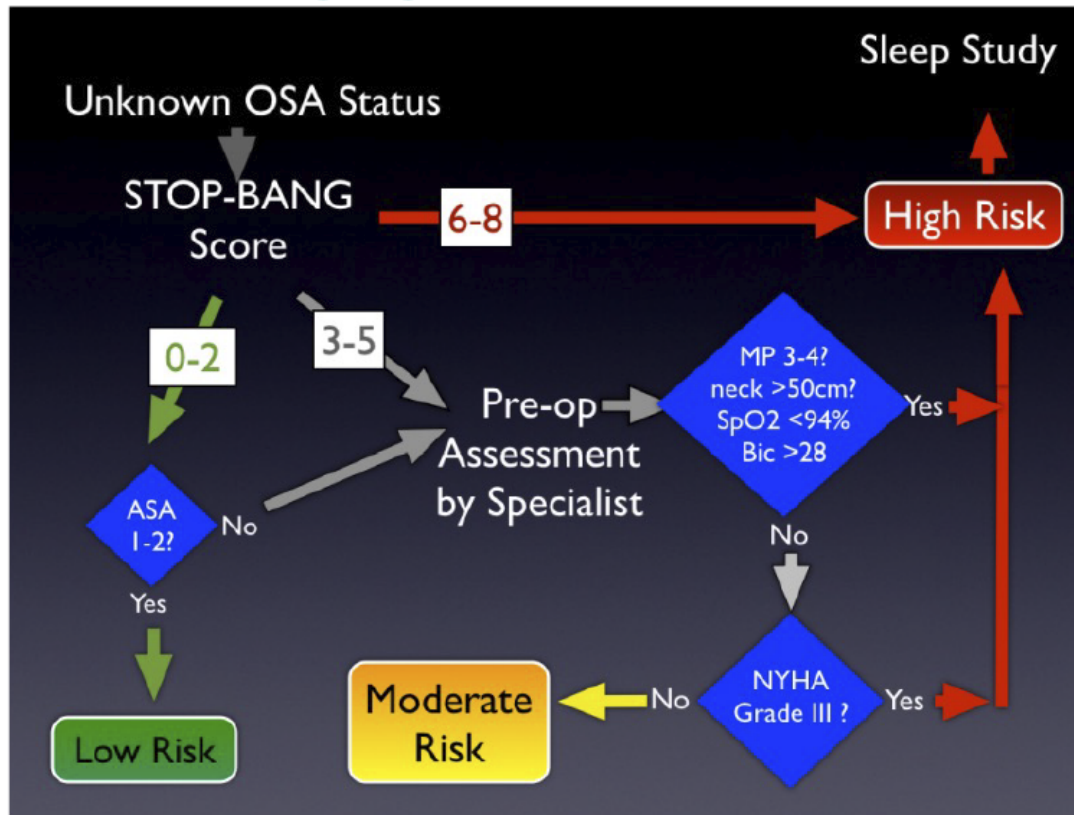 Sleep Study
Unknown OSA Status
STOP-BANG
Score
6-8
High Risk
0-2
3-5
MP 3-4?
neck >50cm?
SpO2 <94%
Bic >28
Yes
Pre-op
Assessment
by Specialist
ASA
1-2?
No
No
Yes
NYHA
Grade III ?
No
Yes
Moderate
Risk
Low Risk